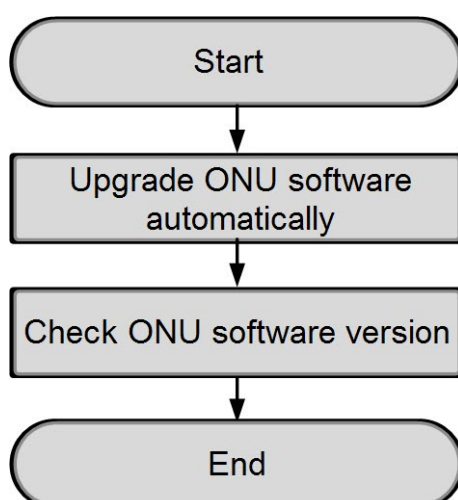 Start
Upgrade ONU software
automatically
Check ONU software version
End